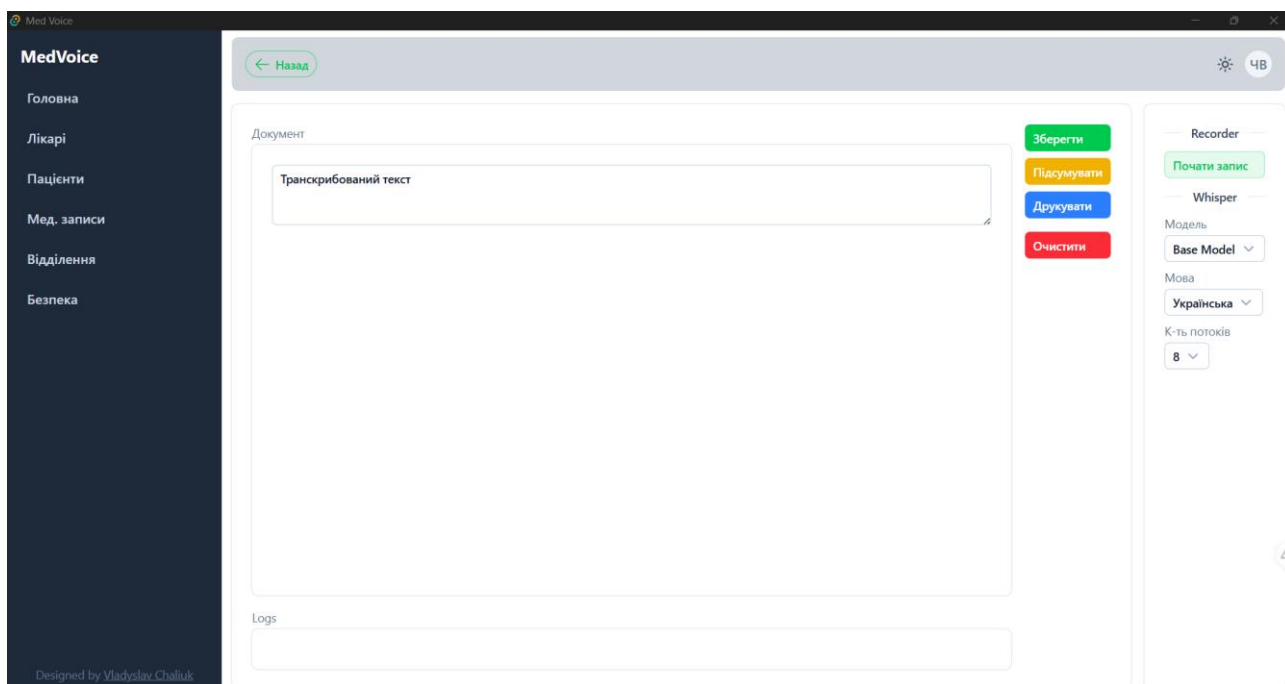 Med Voice
MedVoice
Головна
Лікарі
Пацієнти
Мед. записи
Відділення
Безпека
Designed by Vladyslav Chaliuk
← Назад
ЧВ
Документ
Транскрибований текст
Зберегти
Підсумувати
Друкувати
Очистити
Logs
Recorder
Почати запис
Whisper
Модель
Base Model
Мова
Українська
К-ть потоків
8